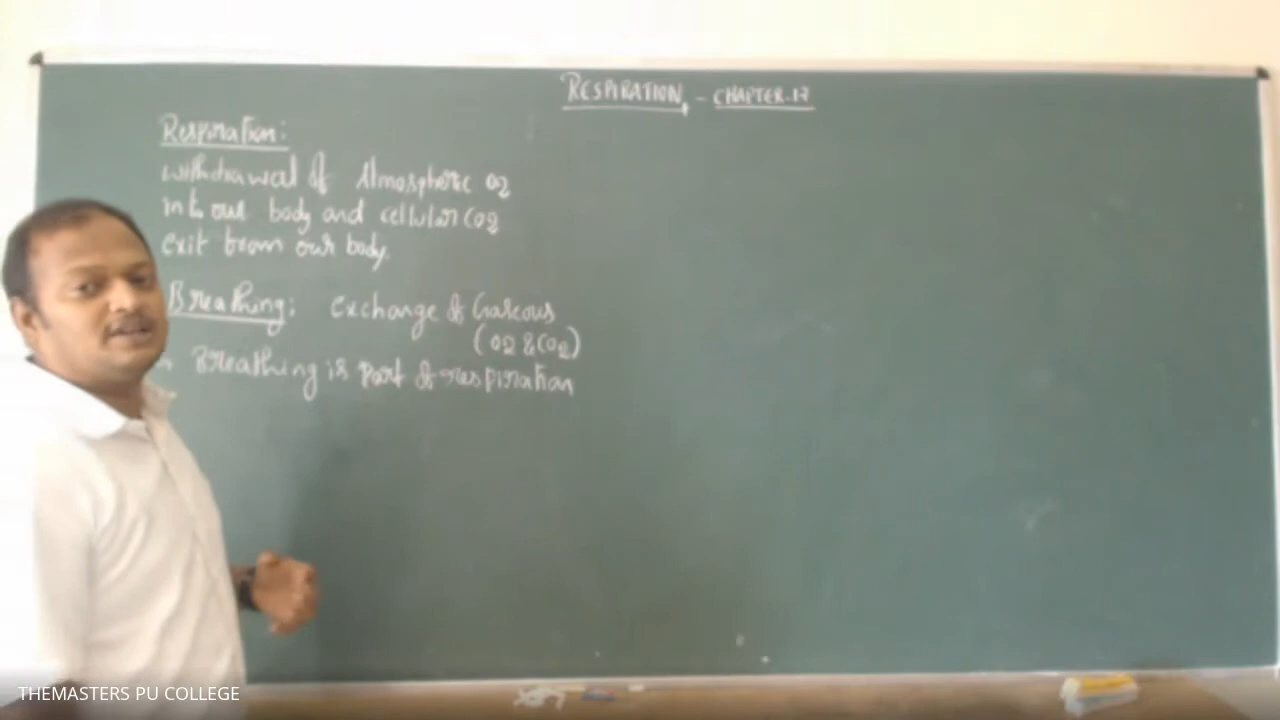 RESPIRATION, - CHAPTER.17
Respiration:
withdrawal of Atmospheric O2
into our body and cellular CO2
exit from our body.
Breathing: Exchange of Gaseous
(O2 & CO2)
Breathing is part of respiration
THEMASTERS PU COLLEGE